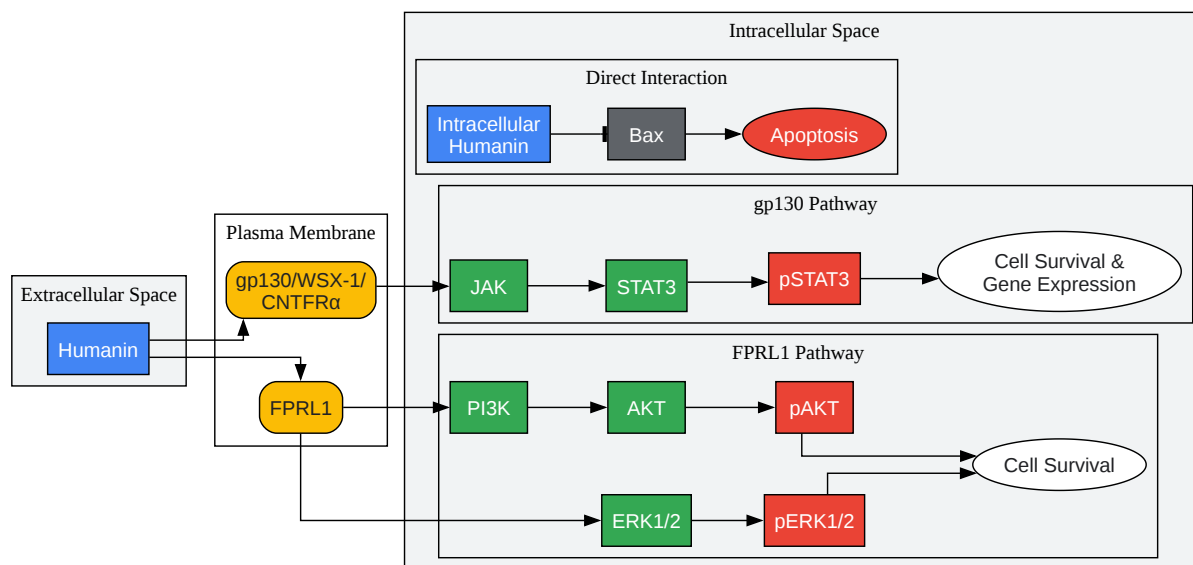 Intracellular Space
Direct Interaction
Intracellular
Humanin
Bax
Apoptosis
gp130 Pathway
Plasma Membrane
gp130/WSX-1/
CNTFRα
JAK
STAT3
pSTAT3
Cell Survival &
Gene Expression
Extracellular Space
Humanin
FPRL1 Pathway
FPRL1
PI3K
AKT
pAKT
Cell Survival
ERK1/2
pERK1/2